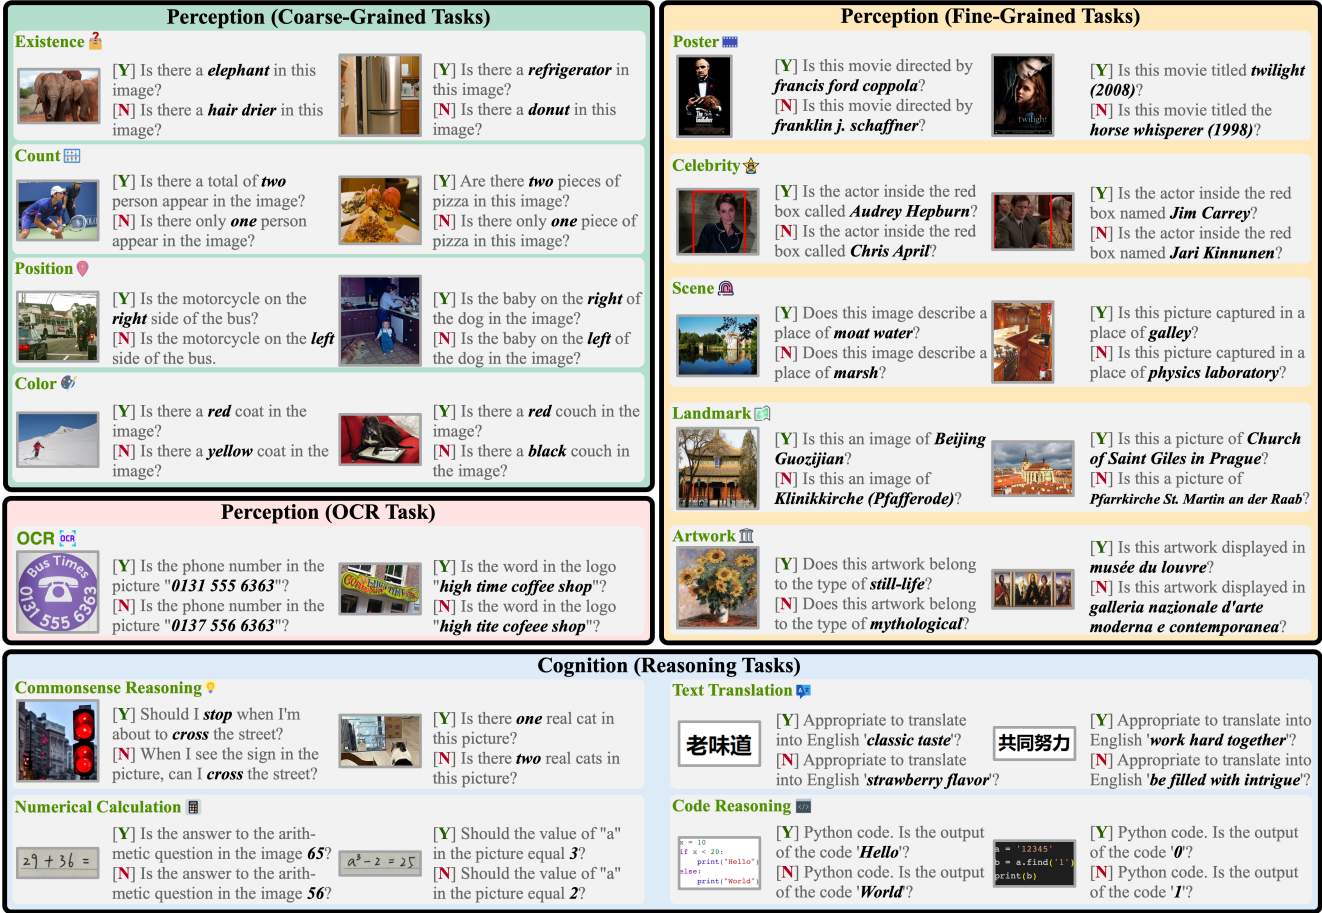 Perception (Coarse-Grained Tasks)
Existence
[Y] Is there a elephant in this
image?
[N] Is there a hair drier in this
image?
[Y] Is there a refrigerator in
this image?
[N] Is there a donut in this
image?
Count
[Y] Is there a total of two
person appear in the image?
[N] Is there only one person
appear in the image?
[Y] Are there two pieces of
pizza in this image?
[N] Is there only one piece of
pizza in this image?
Position
[Y] Is the motorcycle on the
right side of the bus?
[N] Is the motorcycle on the left
side of the bus.
[Y] Is the baby on the right of
the dog in the image?
[N] Is the baby on the left of
the dog in the image?
Color
[Y] Is there a red coat in the
image?
[N] Is there a yellow coat in the
image?
[Y] Is there a red couch in the
image?
[N] Is there a black couch in
the image?
Perception (OCR Task)
OCR
OCR
Bus Times
0131 555 6363
[Y] Is the phone number in the
picture "0131 555 6363"?
[N] Is the phone number in the
picture "0137 556 6363"?
[Y] Is the word in the logo
"high time coffee shop"?
[N] Is the word in the logo
"high tite cofeee shop"?
Perception (Fine-Grained Tasks)
Poster
The
Godfather
[Y] Is this movie directed by
francis ford coppola?
[N] Is this movie directed by
franklin j. schaffner?
twilight
[Y] Is this movie titled twilight
(2008)?
[N] Is this movie titled the
horse whisperer (1998)?
Celebrity
[Y] Is the actor inside the red
box called Audrey Hepburn?
[N] Is the actor inside the red
box called Chris April?
[Y] Is the actor inside the red
box named Jim Carrey?
[N] Is the actor inside the red
box named Jari Kinnunen?
Scene
[Y] Does this image describe a
place of moat water?
[N] Does this image describe a
place of marsh?
[Y] Is this picture captured in a
place of galley?
[N] Is this picture captured in a
place of physics laboratory?
Landmark
[Y] Is this an image of Beijing
Guozijian?
[N] Is this an image of
Klinikkirche (Pfafferode)?
[Y] Is this a picture of Church
of Saint Giles in Prague?
[N] Is this a picture of
Pfarrkirche St. Martin an der Raab?
Artwork
[Y] Does this artwork belong
to the type of still-life?
[N] Does this artwork belong
to the type of mythological?
[Y] Is this artwork displayed in
musée du louvre?
[N] Is this artwork displayed in
galleria nazionale d'arte
moderna e contemporanea?
Cognition (Reasoning Tasks)
Commonsense Reasoning
[Y] Should I stop when I'm
about to cross the street?
[N] When I see the sign in the
picture, can I cross the street?
[Y] Is there one real cat in
this picture?
[N] Is there two real cats in
this picture?
Numerical Calculation
29 + 36 =
[Y] Is the answer to the arith-
metic question in the image 65?
[N] Is the answer to the arith-
metic question in the image 56?
a³ - 2 = 25
[Y] Should the value of "a"
in the picture equal 3?
[N] Should the value of "a"
in the picture equal 2?
Text Translation
老味道
[Y] Appropriate to translate
into English 'classic taste'?
[N] Appropriate to translate
into English 'strawberry flavor'?
共同努力
[Y] Appropriate to translate into
English 'work hard together'?
[N] Appropriate to translate into
English 'be filled with intrigue'?
Code Reasoning
x = 10
if x < 20:
print("Hello")
else:
print("World")
[Y] Python code. Is the output
of the code 'Hello'?
[N] Python code. Is the output
of the code 'World'?
a = '12345'
b = a.find('1')
print(b)
[Y] Python code. Is the output
of the code '0'?
[N] Python code. Is the output
of the code '1'?